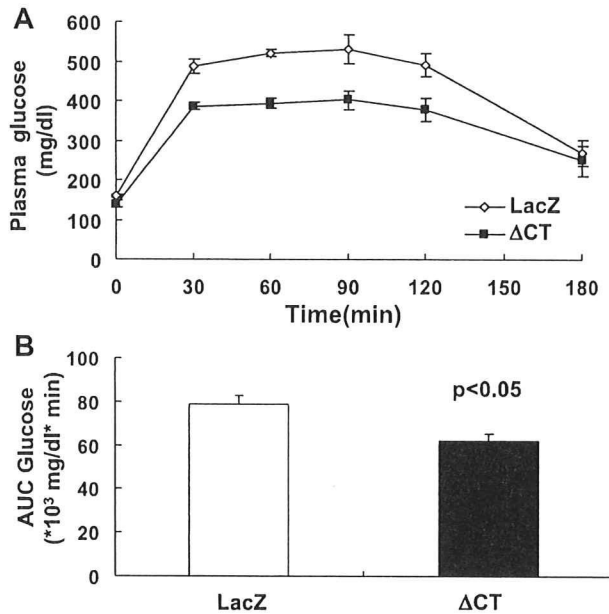 A
600
500
400
300
200
100
0
Plasma glucose
(mg/dl)
LacZ
ΔCT
0 30 60 90 120 150 180
Time(min)
B
100
80
60
40
20
0
AUC Glucose
(*10³ mg/dl* min)
p<0.05
LacZ ΔCT